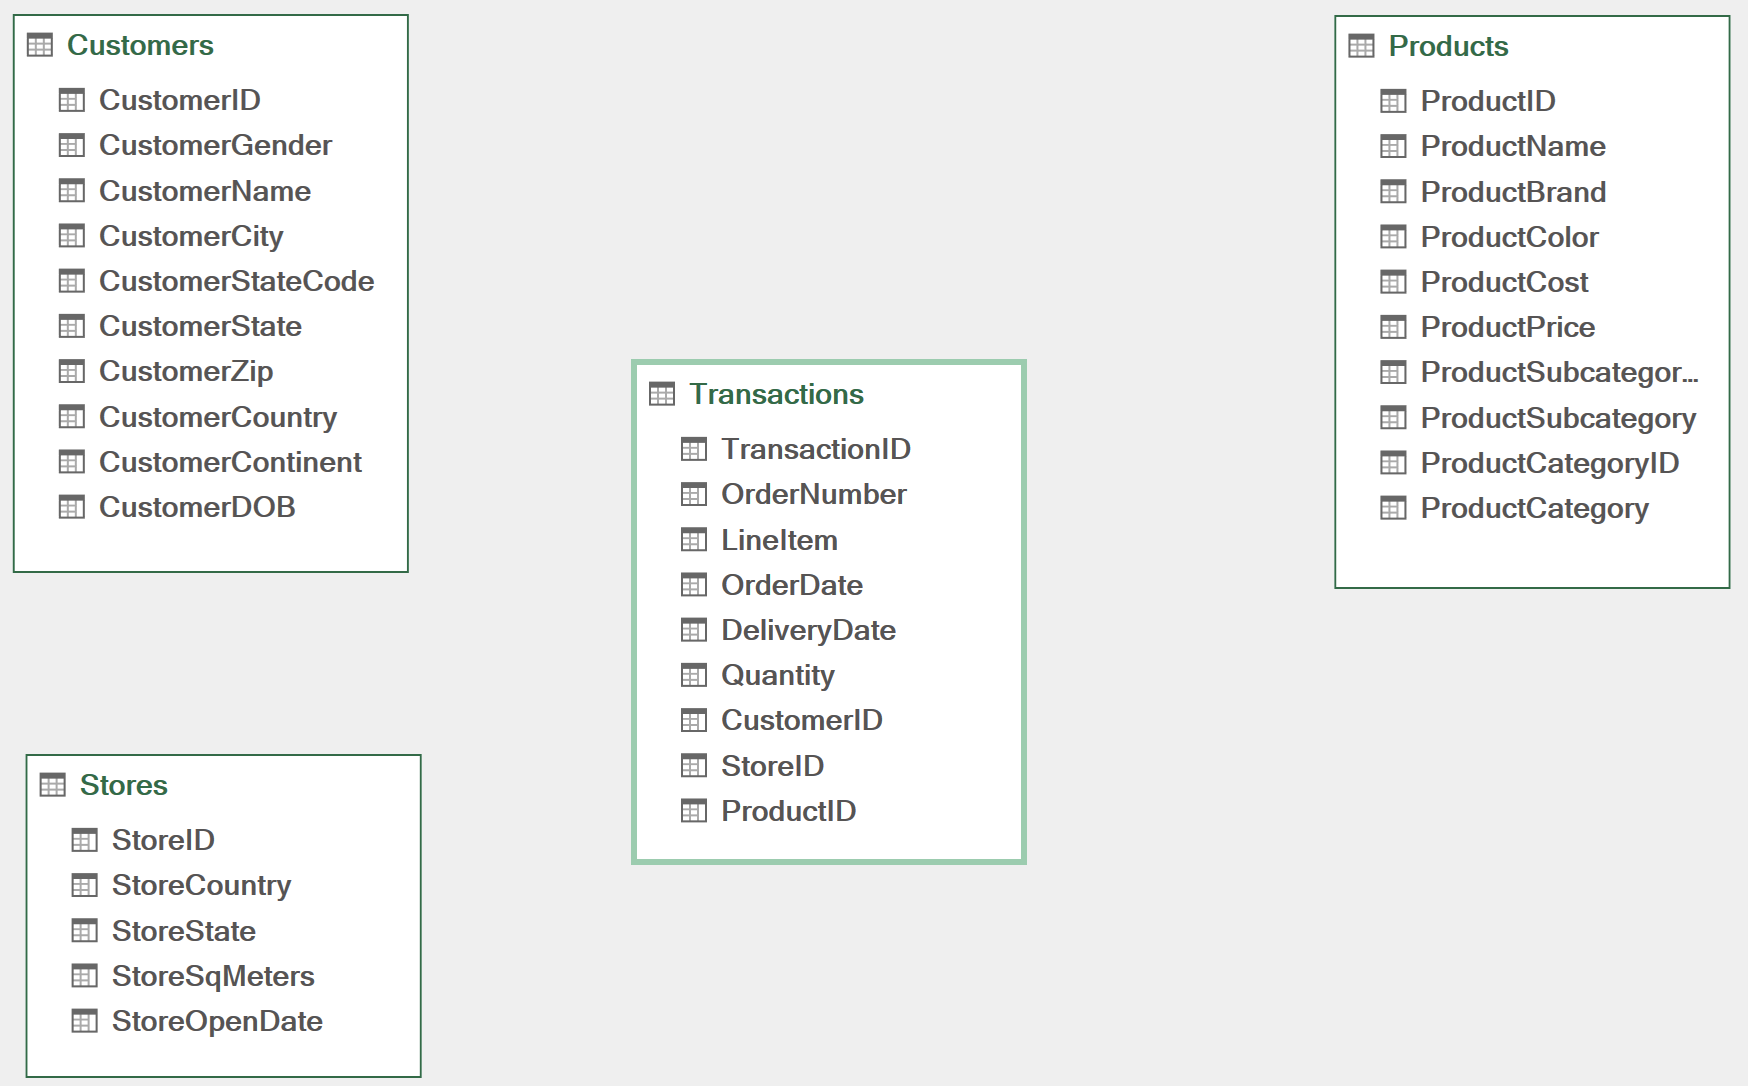 Customers
CustomerID
CustomerGender
CustomerName
CustomerCity
CustomerStateCode
CustomerState
CustomerZip
CustomerCountry
CustomerContinent
CustomerDOB
Stores
StoreID
StoreCountry
StoreState
StoreSqMeters
StoreOpenDate
Transactions
TransactionID
OrderNumber
LineItem
OrderDate
DeliveryDate
Quantity
CustomerID
StoreID
ProductID
Products
ProductID
ProductName
ProductBrand
ProductColor
ProductCost
ProductPrice
ProductSubcategor...
ProductSubcategory
ProductCategoryID
ProductCategory